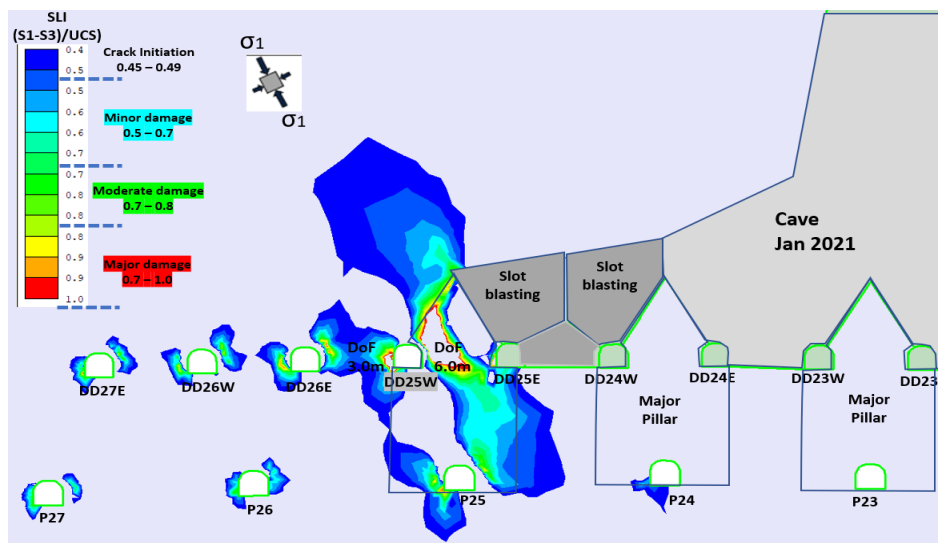 SLI
(S1-S3)/UCS
0.4
0.5
0.5
0.6
0.6
0.7
0.7
0.8
0.8
0.9
0.9
1.0
Crack Initiation
0.45 – 0.49
Minor damage
0.5 – 0.7
Moderate damage
0.7 – 0.8
Major damage
0.7 – 1.0
σ1
σ1
Cave
Jan 2021
Slot
blasting
Slot
blasting
DoF
3.0m
DoF
6.0m
DD27E
DD26W
DD26E
DD25W
DD25E
DD24W
DD24E
DD23W
DD23
Major
Pillar
Major
Pillar
P27
P26
P25
P24
P23